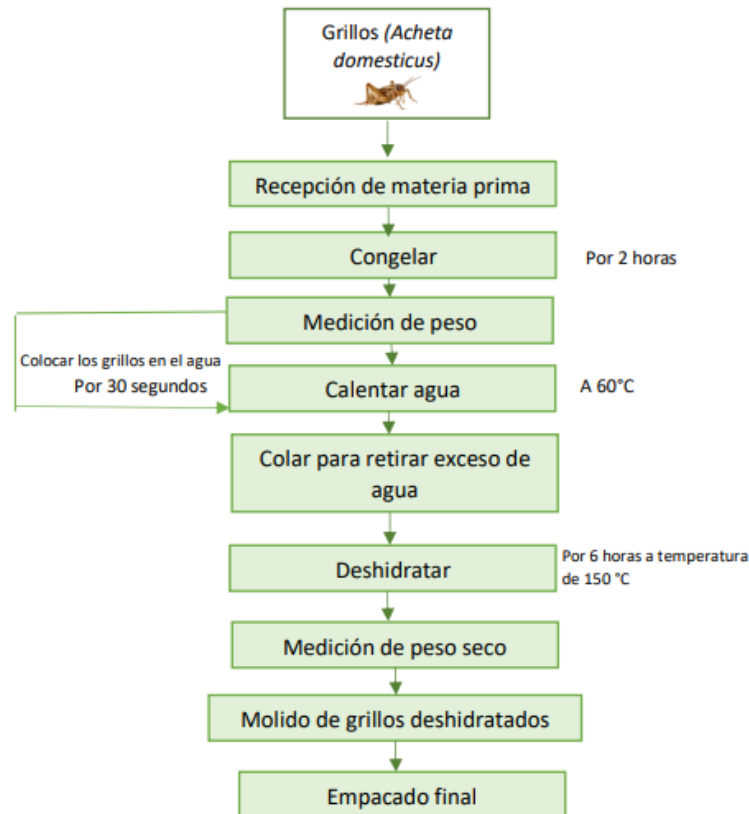 Grillos (Acheta
domesticus)
Recepción de materia prima
Congelar
Por 2 horas
Medición de peso
Colocar los grillos en el agua
Por 30 segundos
Calentar agua
A 60°C
Colar para retirar exceso de
agua
Deshidratar
Por 6 horas a temperatura
de 150 °C
Medición de peso seco
Molido de grillos deshidratados
Empacado final